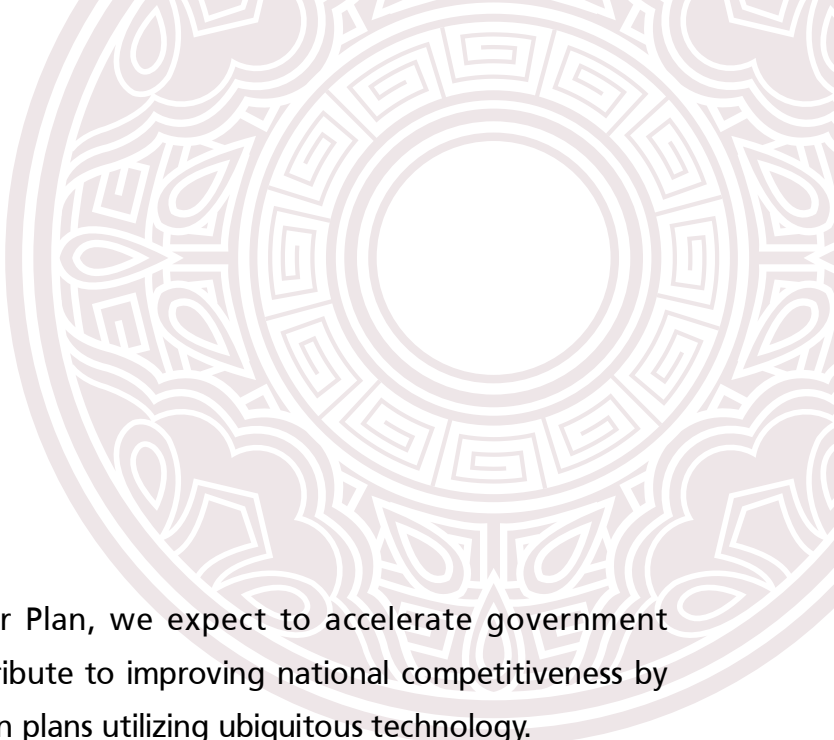 r Plan, we expect to accelerate government
ribute to improving national competitiveness by
n plans utilizing ubiquitous technology.